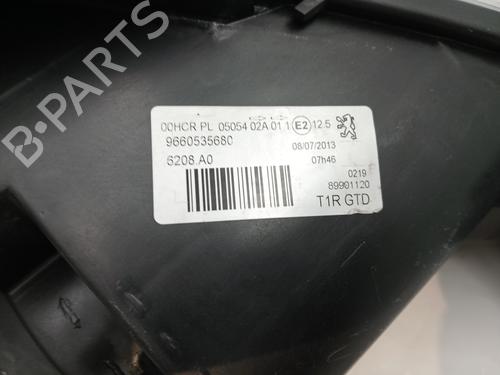 00HCR PL 05054 02A 01 1 E2 12.5
9660535680
08/07/2013
6208.A0
07h46
0219
89901120
T1R GTD
B-PARTS